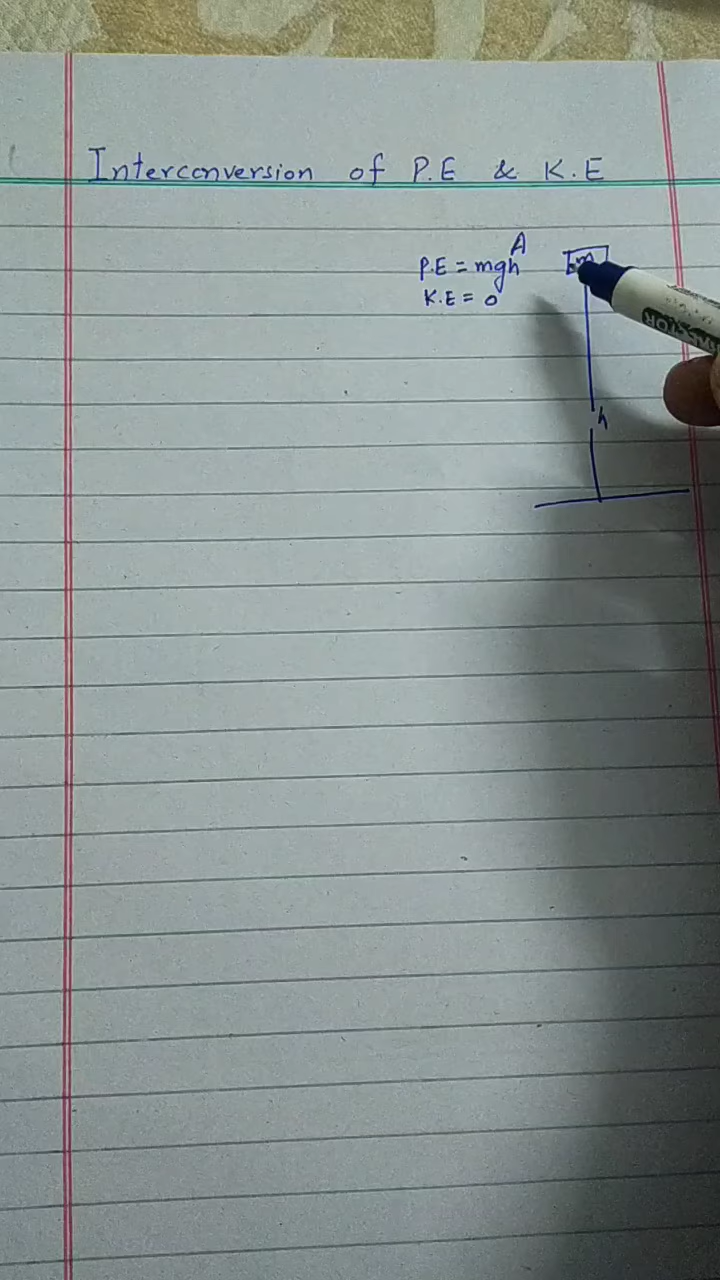 Interconversion of P.E & K.E
A
P.E = mgh
m
K.E = 0
h